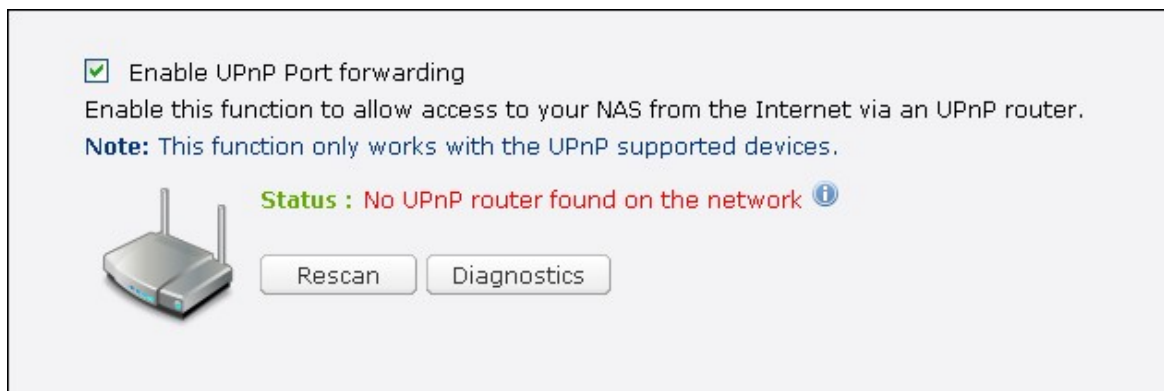 Enable UPnP Port forwarding
Enable this function to allow access to your NAS from the Internet via an UPnP router.
Note: This function only works with the UPnP supported devices.
Status : No UPnP router found on the network
Rescan Diagnostics